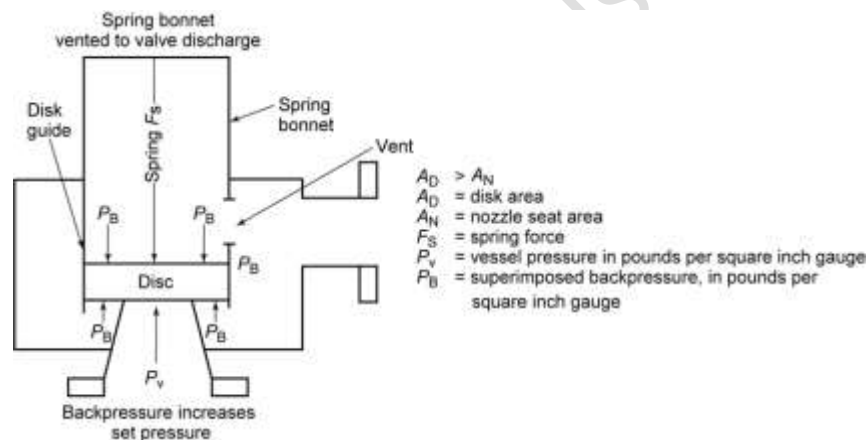 Spring bonnet
vented to valve discharge
Disk
guide
Spring Fs
Spring
bonnet
Vent
PB
PB
PB
Disc
PB
PB
Pv
Backpressure increases
set pressure
AD > AN
AD = disk area
AN = nozzle seat area
FS = spring force
Pv = vessel pressure in pounds per square inch gauge
PB = superimposed backpressure, in pounds per
square inch gauge